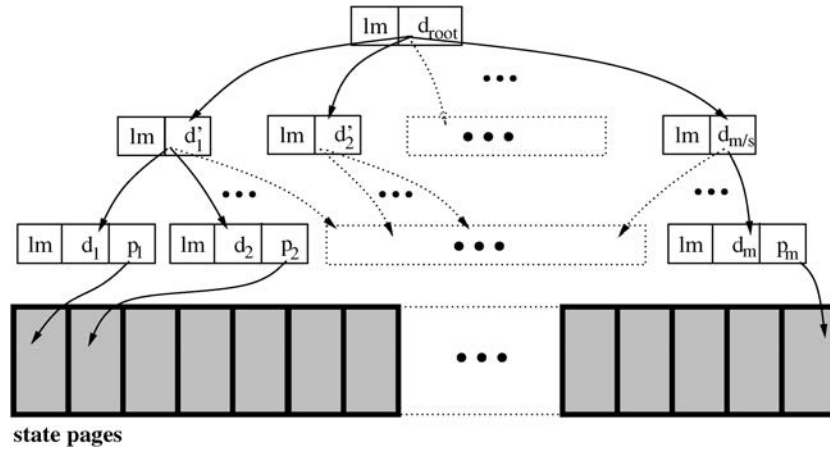 lm d_root
lm d'_1 lm d'_2 lm d_m/s
lm d_1 p_1 lm d_2 p_2 lm d_m p_m
state pages